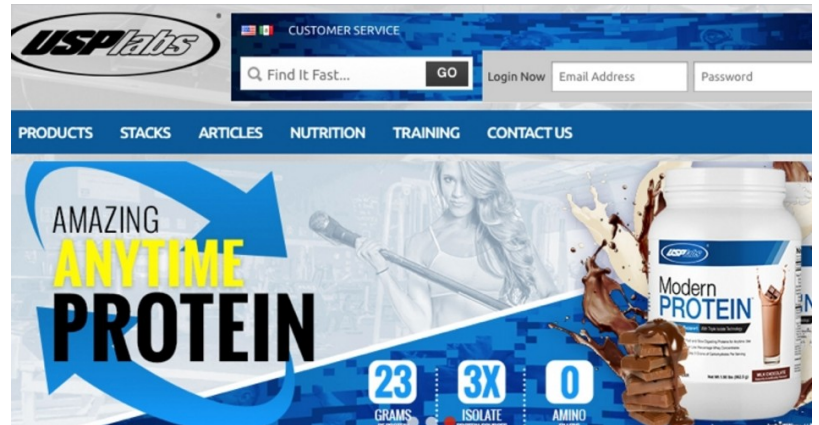 USPlabs
CUSTOMER SERVICE
Find It Fast...
GO
Login Now
Email Address
Password
PRODUCTS
STACKS
ARTICLES
NUTRITION
TRAINING
CONTACT US
AMAZING
ANYTIME
PROTEIN
23
GRAMS
3X
ISOLATE
0
AMINO
USPlabs
Modern
PROTEIN
MILK CHOCOLATE